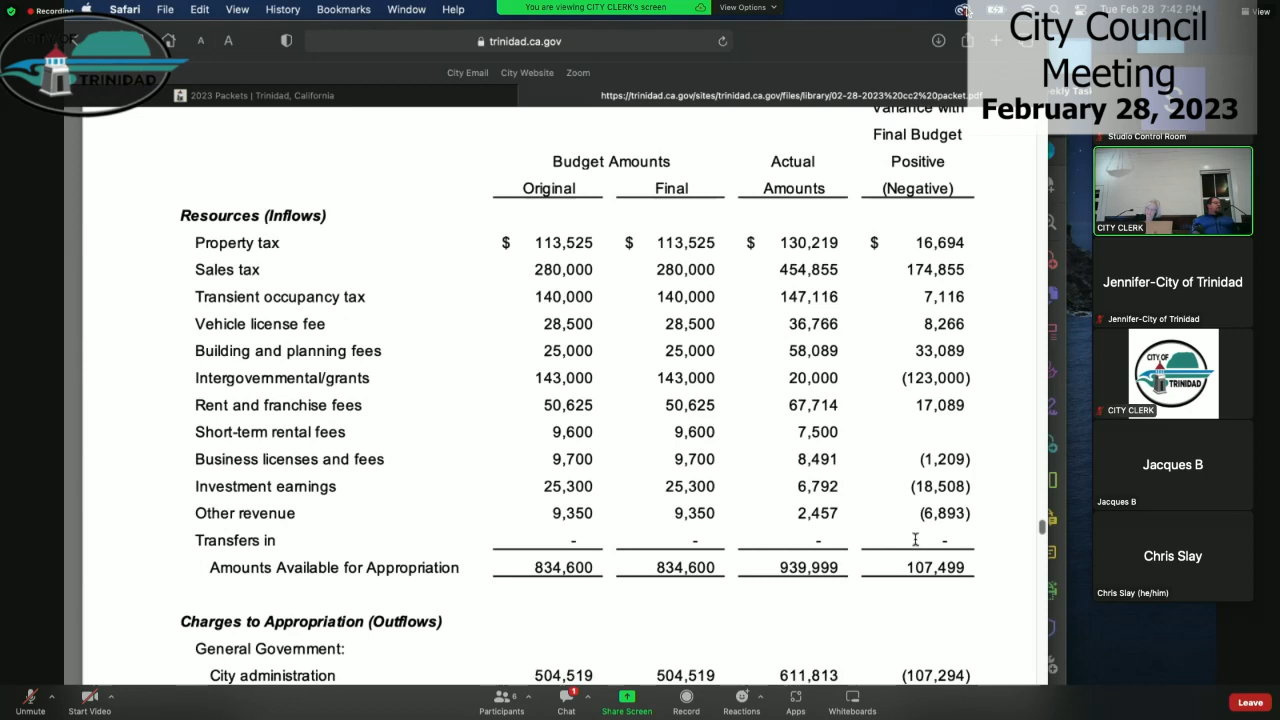 Safari File Edit View History Bookmarks Window Help
You are viewing CITY CLERK's screen
View Options
Tue Feb 28 7:42 PM
View
Recording
TRINIDAD
A A
trinidad.ca.gov
City Council
Meeting
February 28, 2023
City Email City Website Zoom
2023 Packets | Trinidad, California
https://trinidad.ca.gov/sites/trinidad.ca.gov/files/library/02-28-2023%20cc2%20packet.pdf
Studio Control Room
Variance with
Final Budget
Budget Amounts Actual Positive
Original Final Amounts (Negative)
Resources (Inflows)
Property tax $ 113,525 $ 113,525 $ 130,219 $ 16,694
Sales tax 280,000 280,000 454,855 174,855
Transient occupancy tax 140,000 140,000 147,116 7,116
Vehicle license fee 28,500 28,500 36,766 8,266
Building and planning fees 25,000 25,000 58,089 33,089
Intergovernmental/grants 143,000 143,000 20,000 (123,000)
Rent and franchise fees 50,625 50,625 67,714 17,089
Short-term rental fees 9,600 9,600 7,500
Business licenses and fees 9,700 9,700 8,491 (1,209)
Investment earnings 25,300 25,300 6,792 (18,508)
Other revenue 9,350 9,350 2,457 (6,893)
Transfers in - - - -
Amounts Available for Appropriation 834,600 834,600 939,999 107,499
Charges to Appropriation (Outflows)
General Government:
City administration 504,519 504,519 611,813 (107,294)
CITY CLERK
Jennifer-City of Trinidad
Jennifer-City of Trinidad
CITY OF
TRINIDAD
CITY CLERK
Jacques B
Jacques B
Chris Slay
Chris Slay (he/him)
Unmute
Start Video
Participants 6
Chat 1
Share Screen
Record
Reactions
Apps
Whiteboards
Leave